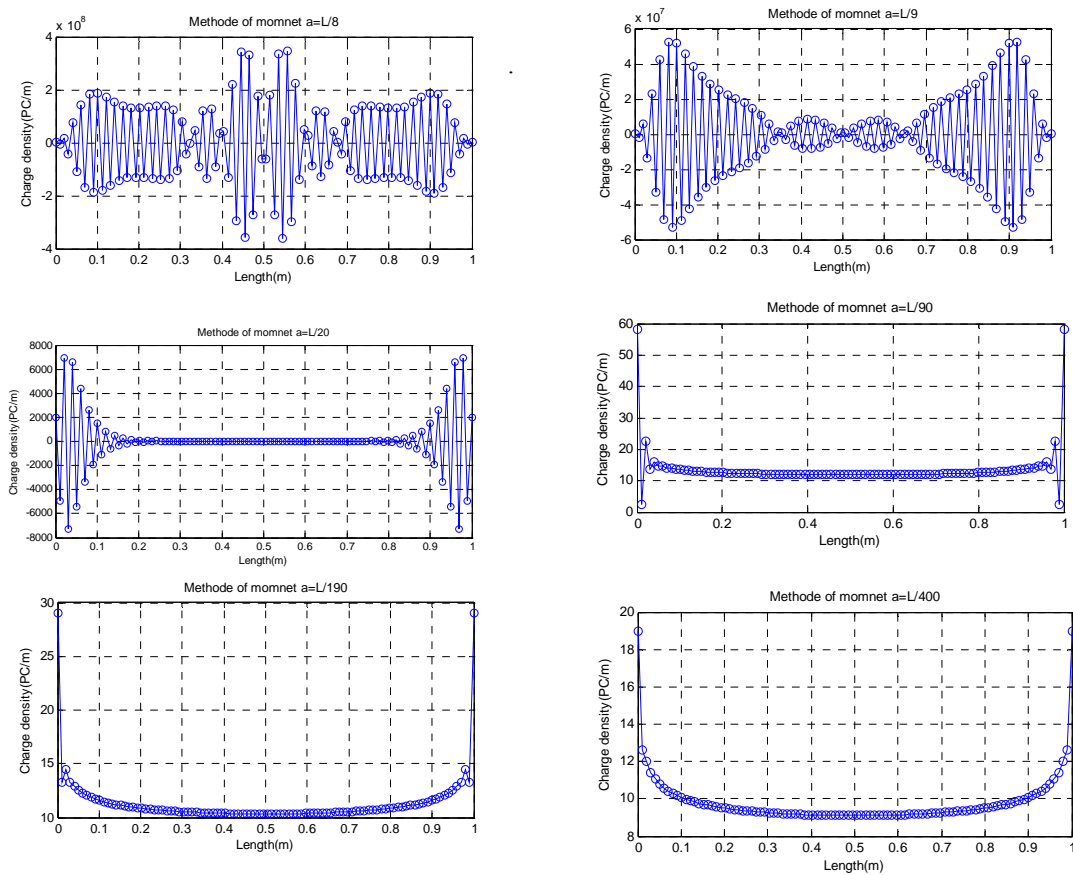 Methode of momnet a=L/8
x 10^8
4
2
0
-2
-4
Charge density(PC/m)
0 0.1 0.2 0.3 0.4 0.5 0.6 0.7 0.8 0.9 1
Length(m)
Methode of momnet a=L/9
x 10^7
6
4
2
0
-2
-4
-6
Charge density(PC/m)
0 0.1 0.2 0.3 0.4 0.5 0.6 0.7 0.8 0.9 1
Length(m)
Methode of momnet a=L/20
8000
6000
4000
2000
0
-2000
-4000
-6000
-8000
Charge density(PC/m)
0 0.1 0.2 0.3 0.4 0.5 0.6 0.7 0.8 0.9 1
Length(m)
Methode of momnet a=L/90
60
50
40
30
20
10
0
Charge density(PC/m)
0 0.2 0.4 0.6 0.8 1
Length(m)
Methode of momnet a=L/190
30
25
20
15
10
Charge density(PC/m)
0 0.1 0.2 0.3 0.4 0.5 0.6 0.7 0.8 0.9 1
Length(m)
Methode of momnet a=L/400
20
18
16
14
12
10
8
Charge density(PC/m)
0 0.1 0.2 0.3 0.4 0.5 0.6 0.7 0.8 0.9 1
Length(m)